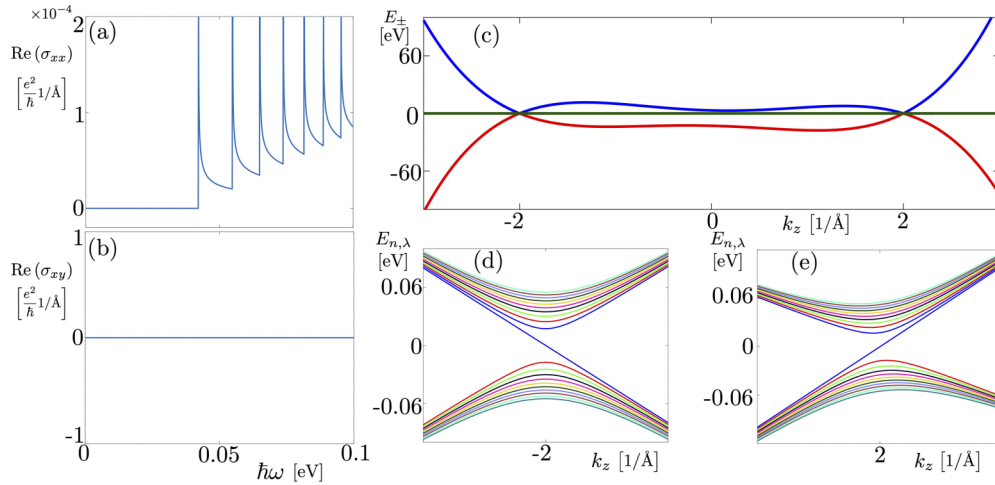 ×10⁻⁴
2
(a)
Re (σxx)
[e²/ħ 1/Å]
1
0
1
(b)
Re (σxy)
[e²/ħ 1/Å]
0
-1
0
0.05
0.1
ħω [eV]
E±
[eV]
(c)
60
0
-60
-2
0
kz [1/Å]
2
En,λ
[eV]
(d)
0.06
0
-0.06
-2
kz [1/Å]
En,λ
[eV]
(e)
0.06
0
-0.06
2
kz [1/Å]